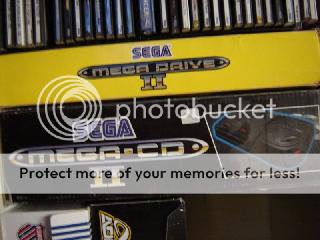 SEGA
MEGA DRIVE
II
photobucket
SEGA
MEGA-CD
II
Protect more of your memories for less!